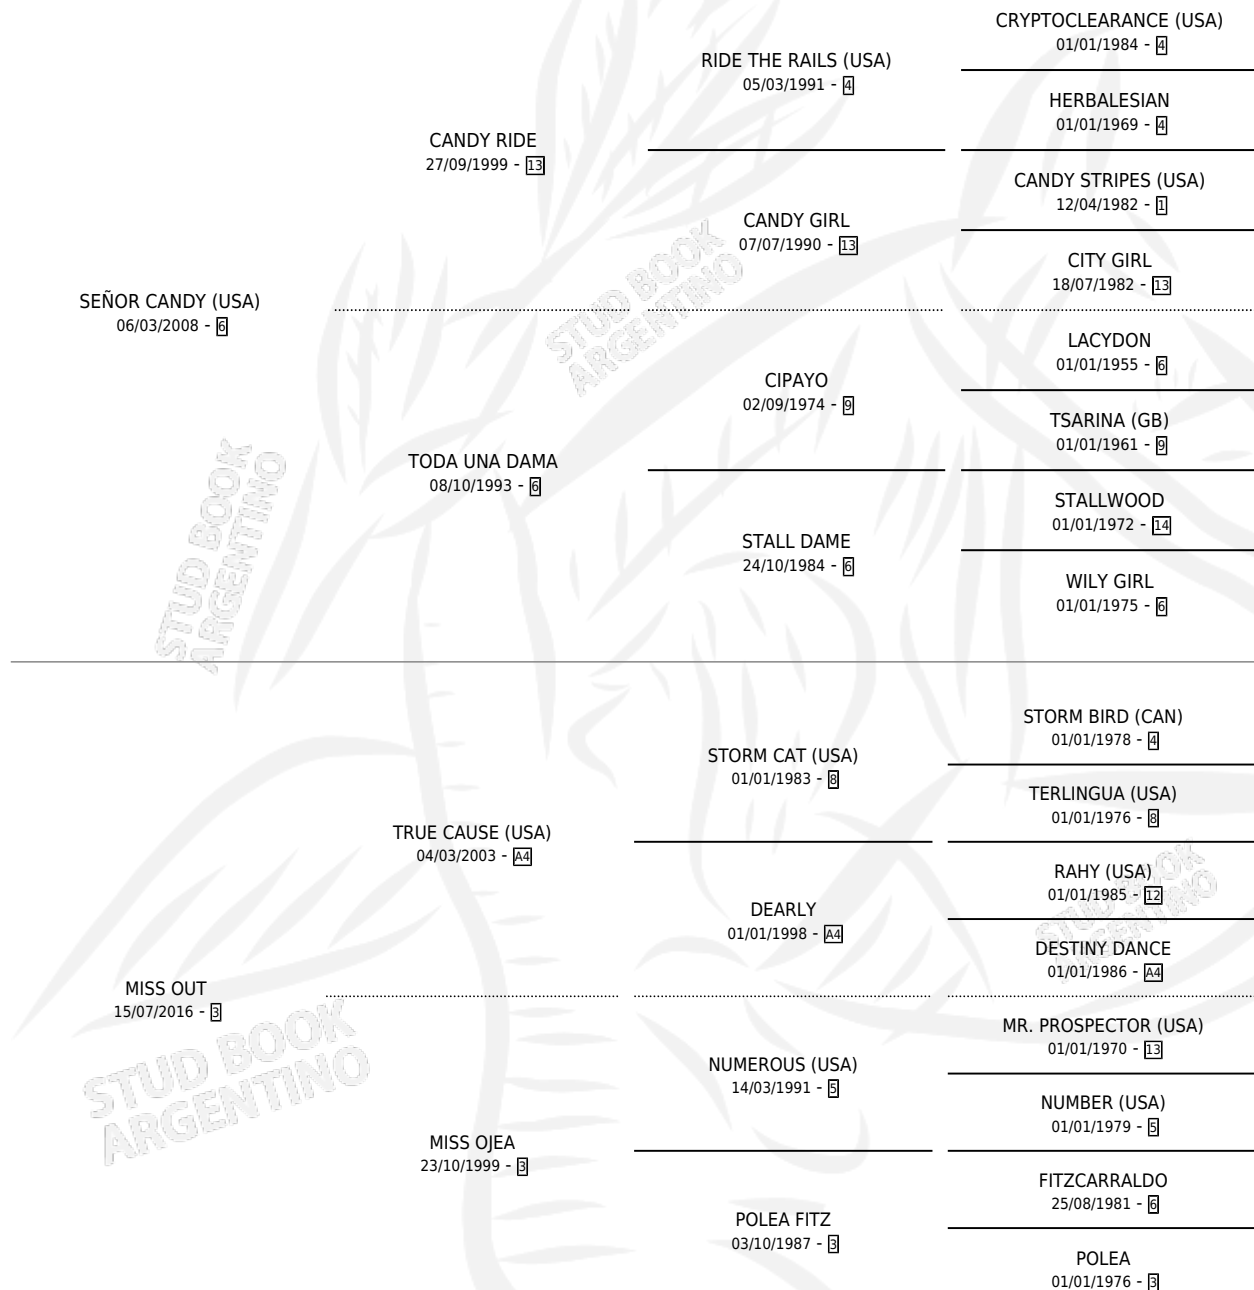 CRYPTOCLEARANCE (USA)
01/01/1984 - 4
RIDE THE RAILS (USA)
05/03/1991 - 4
HERBALESIAN
01/01/1969 - 4
CANDY RIDE
27/09/1999 - 13
CANDY STRIPES (USA)
12/04/1982 - 1
CANDY GIRL
07/07/1990 - 13
CITY GIRL
18/07/1982 - 13
SEÑOR CANDY (USA)
06/03/2008 - 6
LACYDON
01/01/1955 - 6
CIPAYO
02/09/1974 - 9
TSARINA (GB)
01/01/1961 - 9
TODA UNA DAMA
08/10/1993 - 6
STALLWOOD
01/01/1972 - 14
STALL DAME
24/10/1984 - 6
WILY GIRL
01/01/1975 - 6
STORM BIRD (CAN)
01/01/1978 - 4
STORM CAT (USA)
01/01/1983 - 8
TERLINGUA (USA)
01/01/1976 - 8
TRUE CAUSE (USA)
04/03/2003 - A4
RAHY (USA)
01/01/1985 - 12
DEARLY
01/01/1998 - A4
DESTINY DANCE
01/01/1986 - A4
MISS OUT
15/07/2016 - 3
MR. PROSPECTOR (USA)
01/01/1970 - 13
NUMEROUS (USA)
14/03/1991 - 5
NUMBER (USA)
01/01/1979 - 5
MISS OJEA
23/10/1999 - 3
FITZCARRALDO
25/08/1981 - 6
POLEA FITZ
03/10/1987 - 3
POLEA
01/01/1976 - 3
STUD BOOK
ARGENTINO
STUD BOOK
ARGENTINO
STUD BOOK
ARGENTINO
STUD BOOK
ARGENTINO